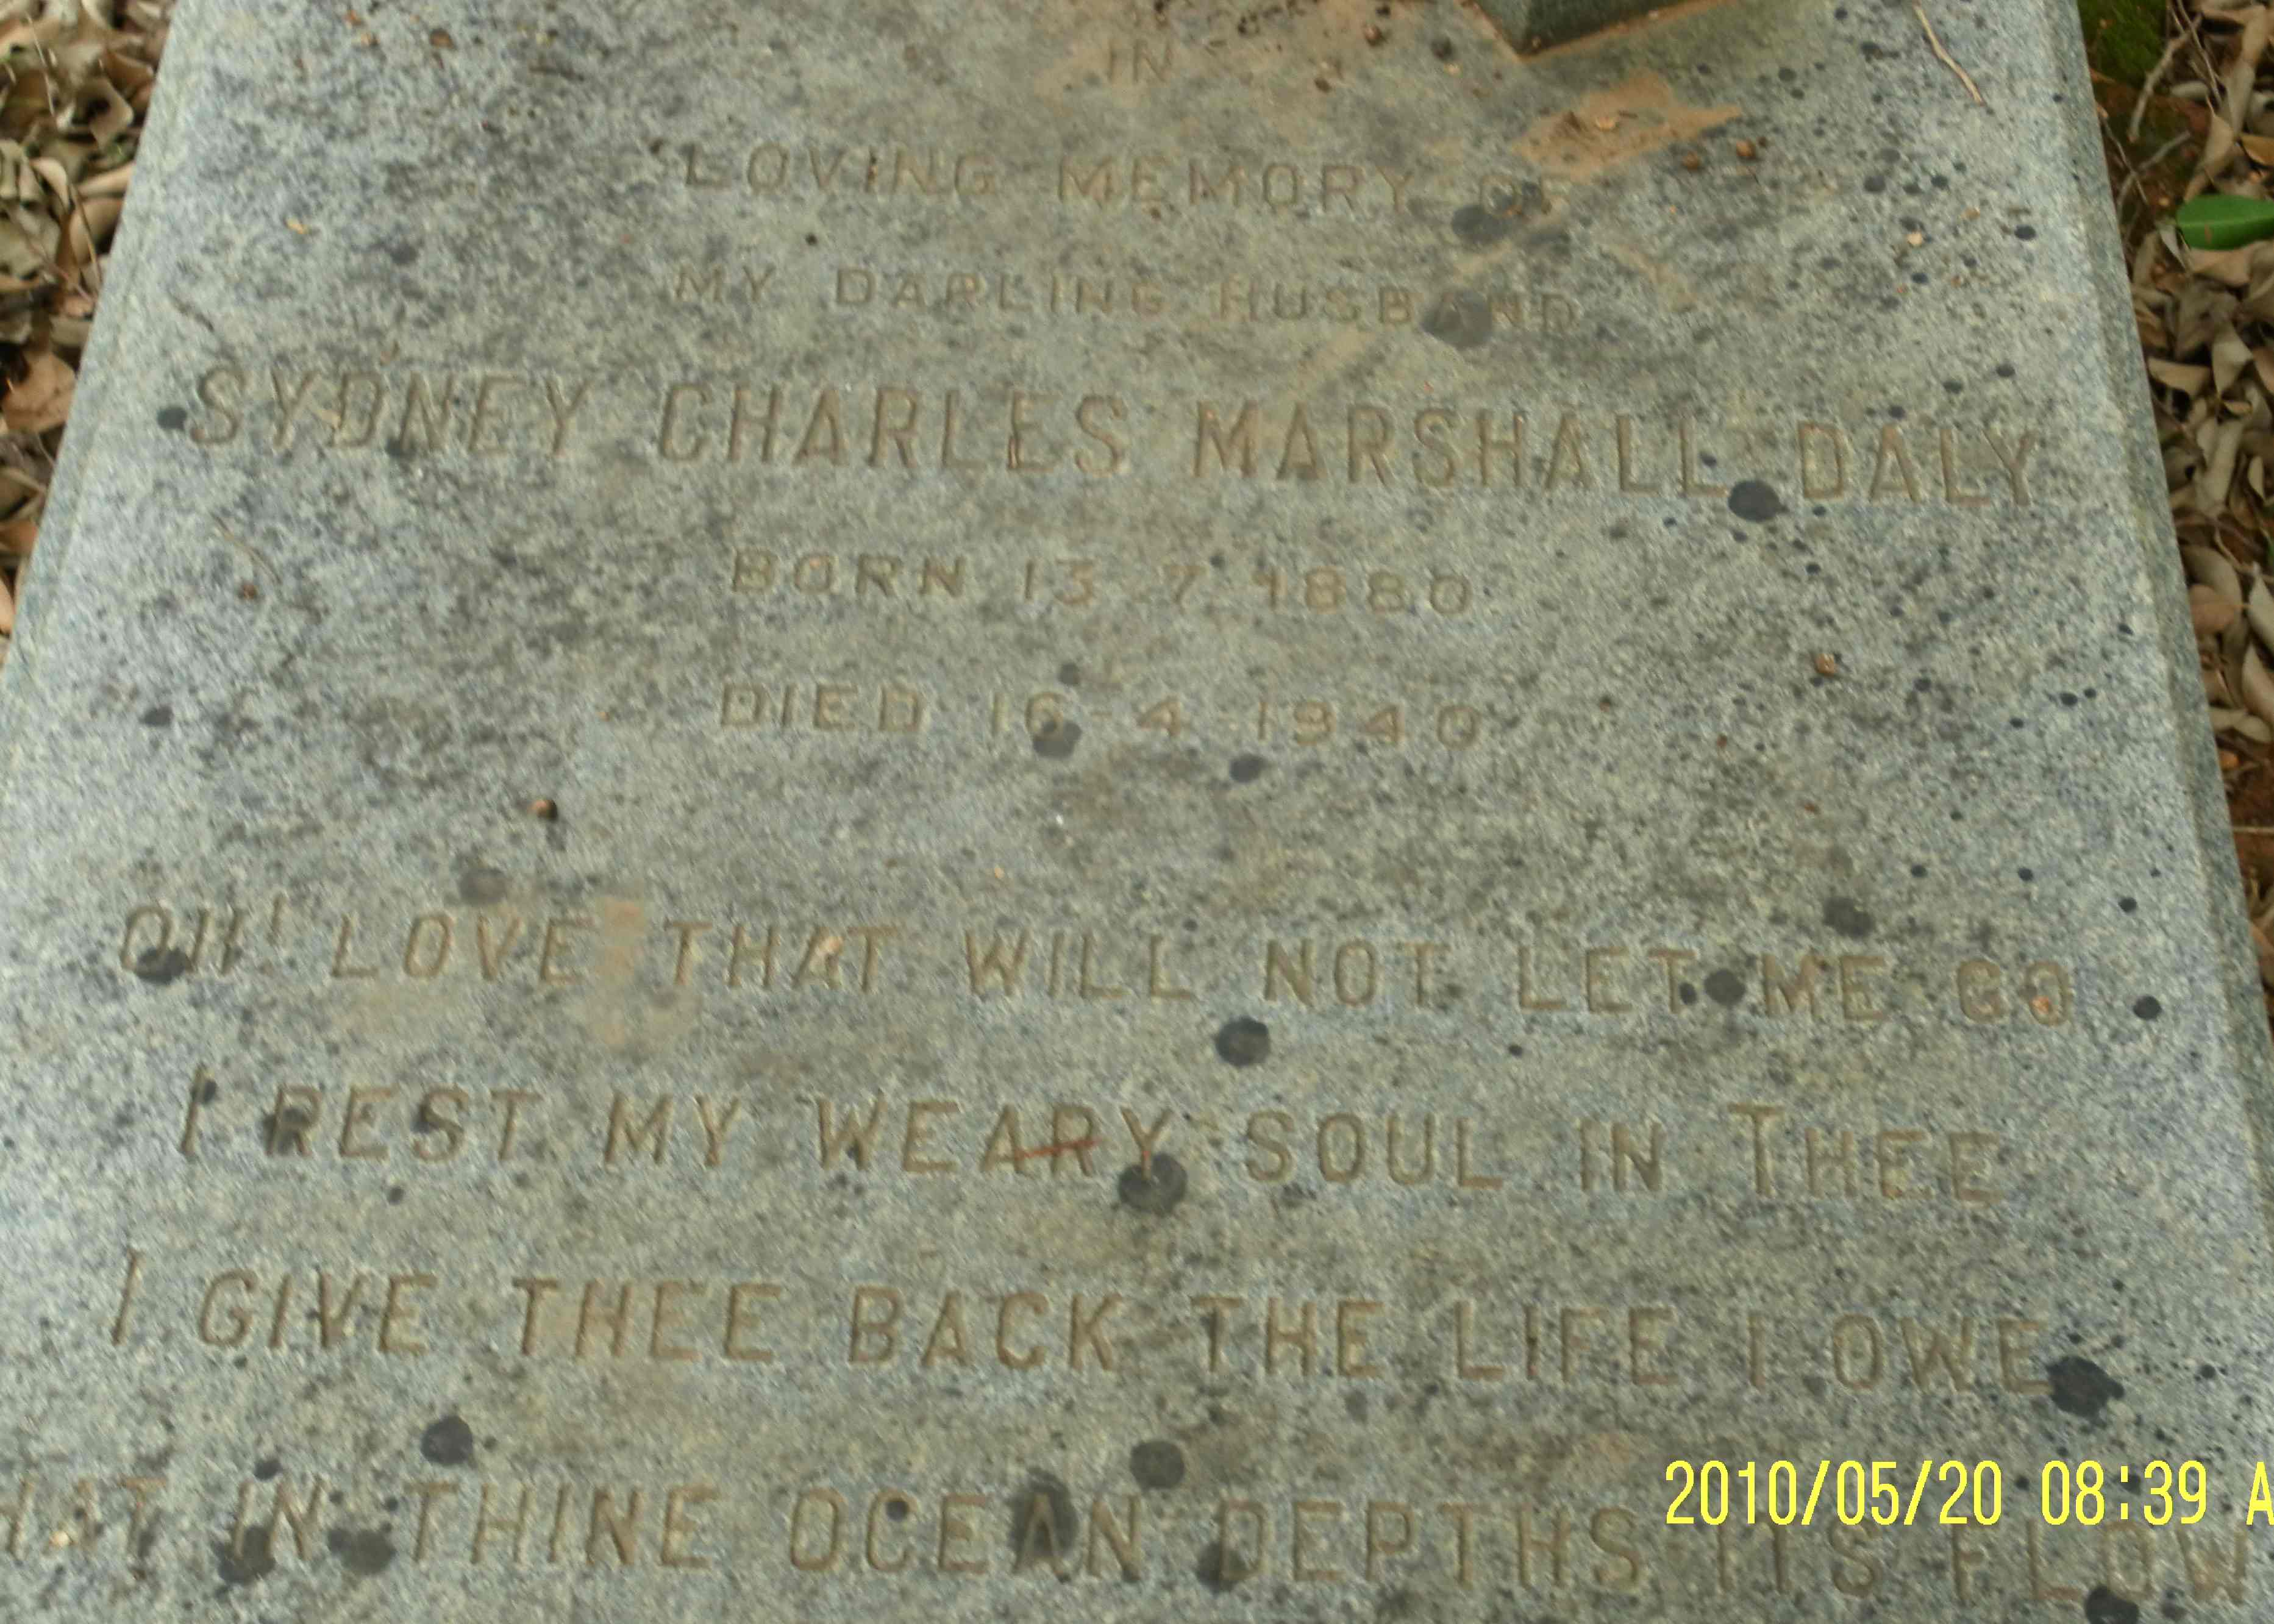 IN
LOVING MEMORY OF
MY DARLING HUSBAND
SYDNEY CHARLES MARSHALL DALY
BORN 13-7-1880
DIED 16-4-1940
OH! LOVE THAT WILL NOT LET ME GO
I REST MY WEARY SOUL IN THEE
I GIVE THEE BACK THE LIFE I OWE
HAT IN THINE OCEAN DEPTHS ITS FLOW
2010/05/20 08:39 A